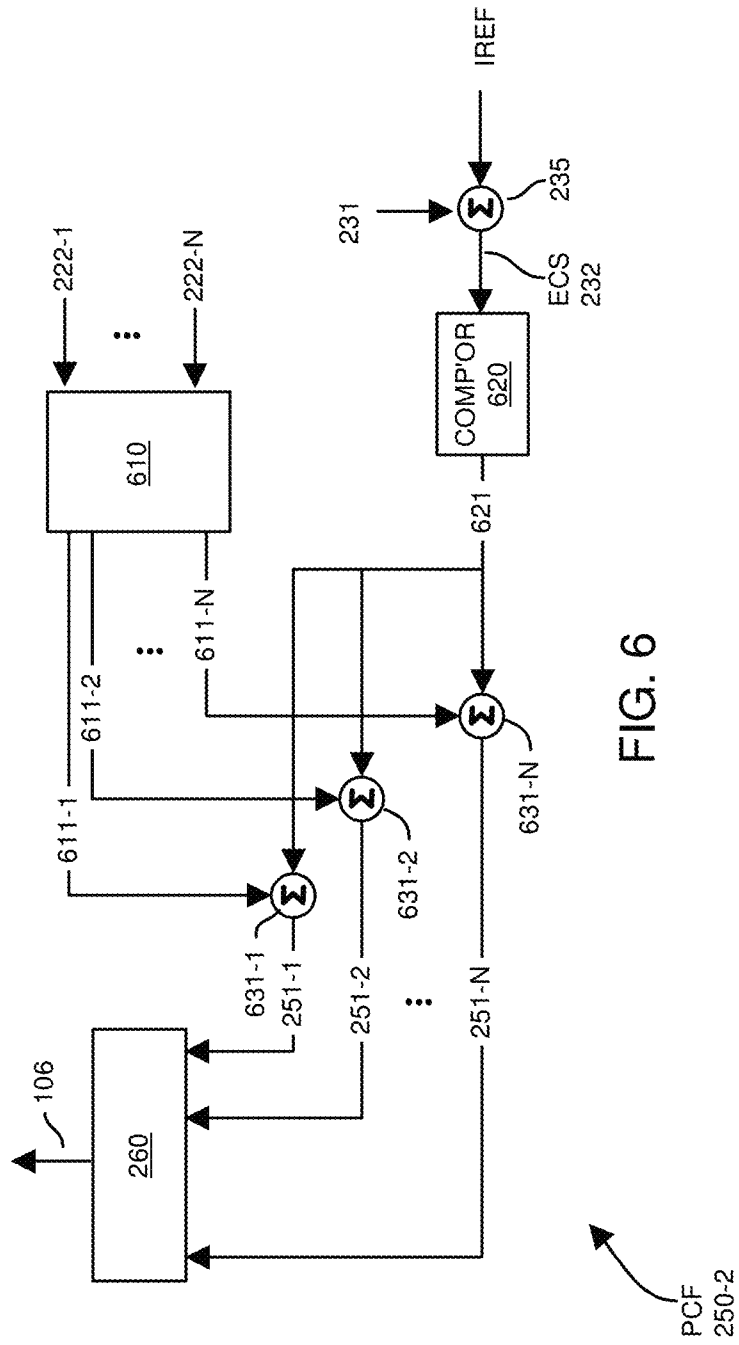 106
260
251-1
251-2
...
251-N
631-1
Σ
631-2
Σ
631-N
Σ
611-1
611-2
...
611-N
610
222-1
...
222-N
621
COMP'OR
620
ECS
232
231
Σ
235
IREF
PCF
250-2
FIG. 6